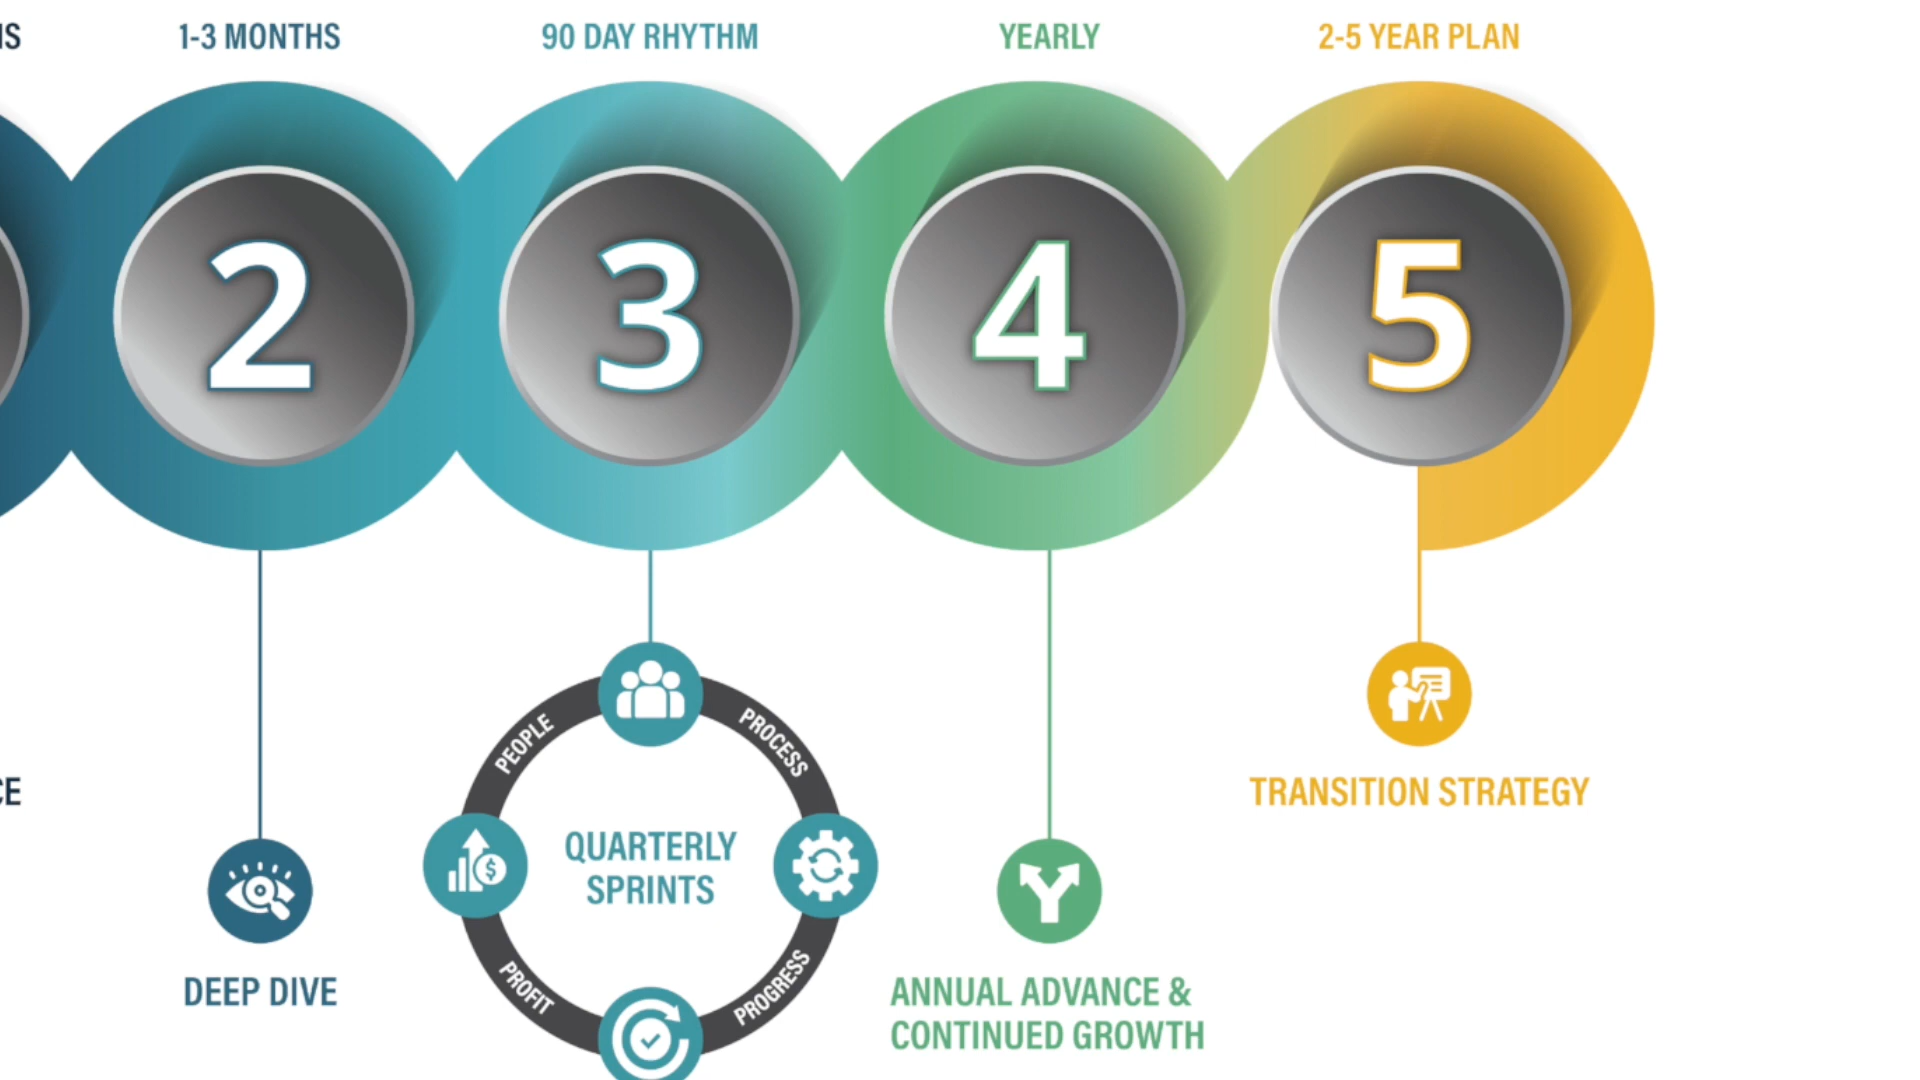 1-3 MONTHS
90 DAY RHYTHM
YEARLY
2-5 YEAR PLAN
2
3
4
5
PEOPLE
PROCESS
QUARTERLY
SPRINTS
PROFIT
PROGRESS
DEEP DIVE
ANNUAL ADVANCE &
CONTINUED GROWTH
TRANSITION STRATEGY